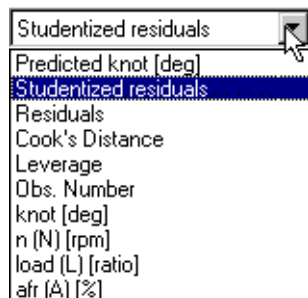 Studentized residuals
Predicted knot [deg]
Studentized residuals
Residuals
Cook's Distance
Leverage
Obs. Number
knot [deg]
n (N) [rpm]
load (L) [ratio]
afr (A) [%]